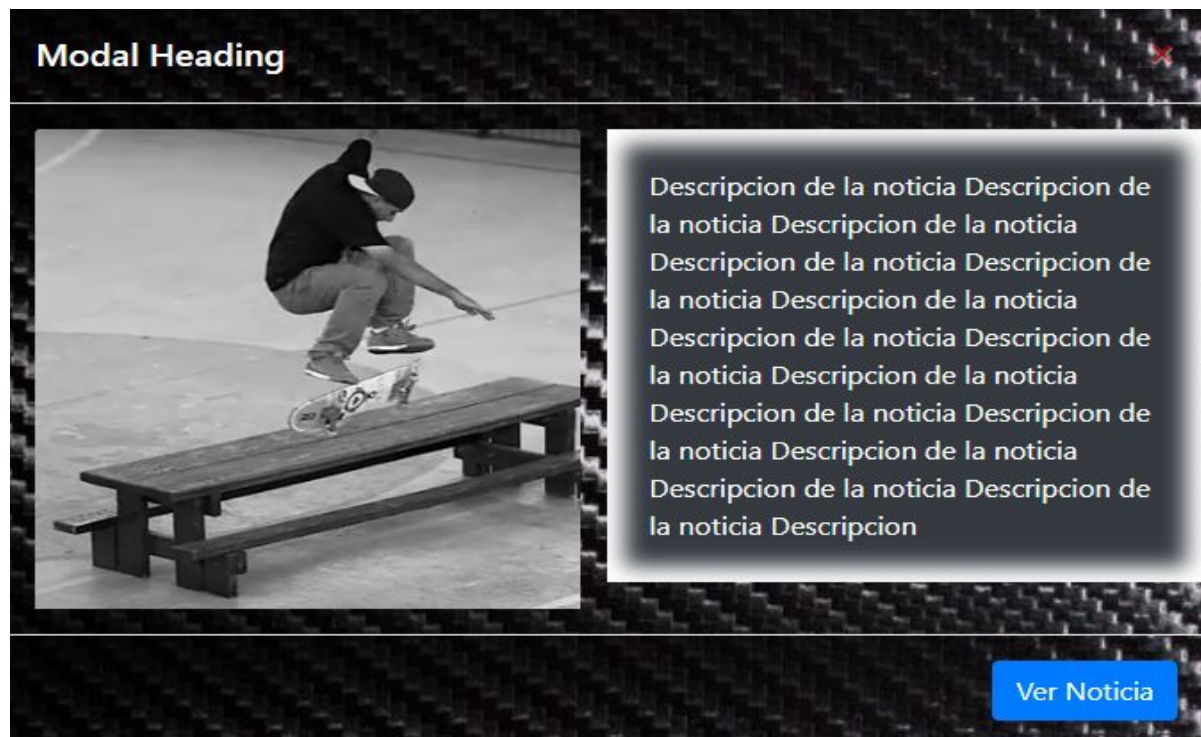 Modal Heading
×
Descripcion de la noticia Descripcion de
la noticia Descripcion de la noticia
Descripcion de la noticia Descripcion de
la noticia Descripcion de la noticia
Descripcion de la noticia Descripcion de
la noticia Descripcion de la noticia
Descripcion de la noticia Descripcion de
la noticia Descripcion de la noticia
Descripcion de la noticia Descripcion de
la noticia Descripcion
Ver Noticia